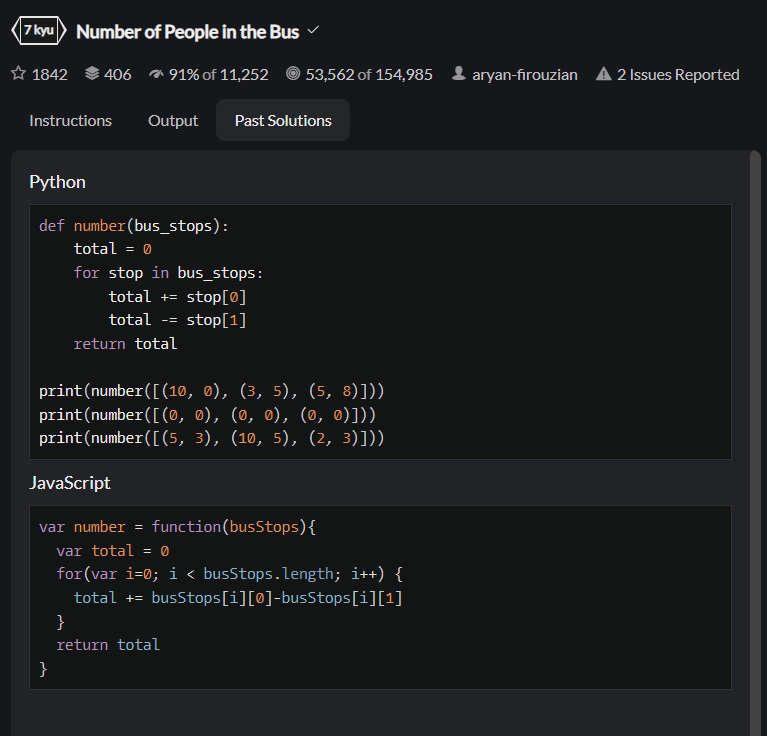 7 kyu Number of People in the Bus
1842 406 91% of 11,252 53,562 of 154,985 aryan-firouzian 2 Issues Reported
Instructions Output Past Solutions
Python
def number(bus_stops):
    total = 0
    for stop in bus_stops:
        total += stop[0]
        total -= stop[1]
    return total

print(number([(10, 0), (3, 5), (5, 8)]))
print(number([(0, 0), (0, 0), (0, 0)]))
print(number([(5, 3), (10, 5), (2, 3)]))
JavaScript
var number = function(busStops){
  var total = 0
  for(var i=0; i < busStops.length; i++) {
    total += busStops[i][0]-busStops[i][1]
  }
  return total
}